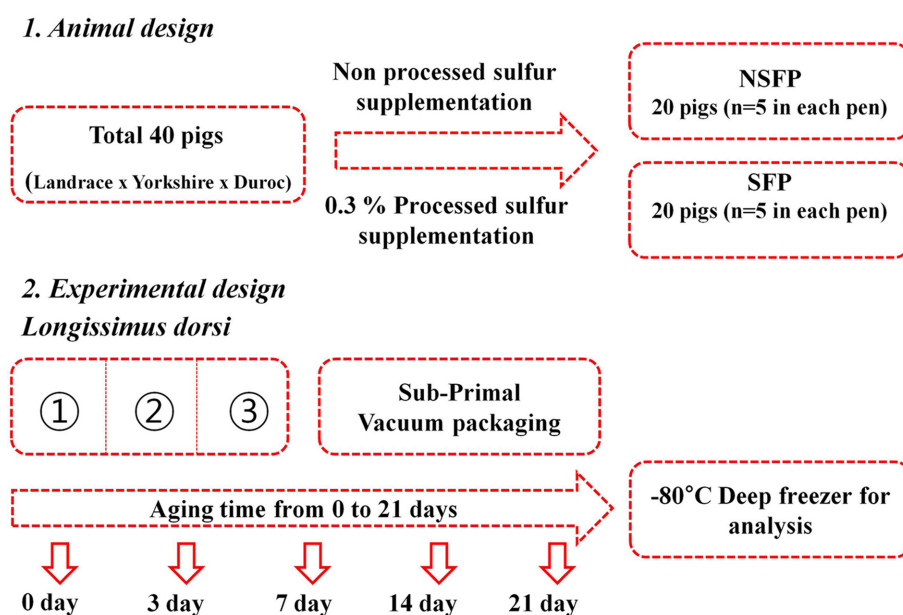 1. Animal design
Non processed sulfur
supplementation
Total 40 pigs
(Landrace x Yorkshire x Duroc)
0.3 % Processed sulfur
supplementation
NSFP
20 pigs (n=5 in each pen)
SFP
20 pigs (n=5 in each pen)
2. Experimental design
Longissimus dorsi
① ② ③
Sub-Primal
Vacuum packaging
Aging time from 0 to 21 days
-80°C Deep freezer for
analysis
0 day 3 day 7 day 14 day 21 day